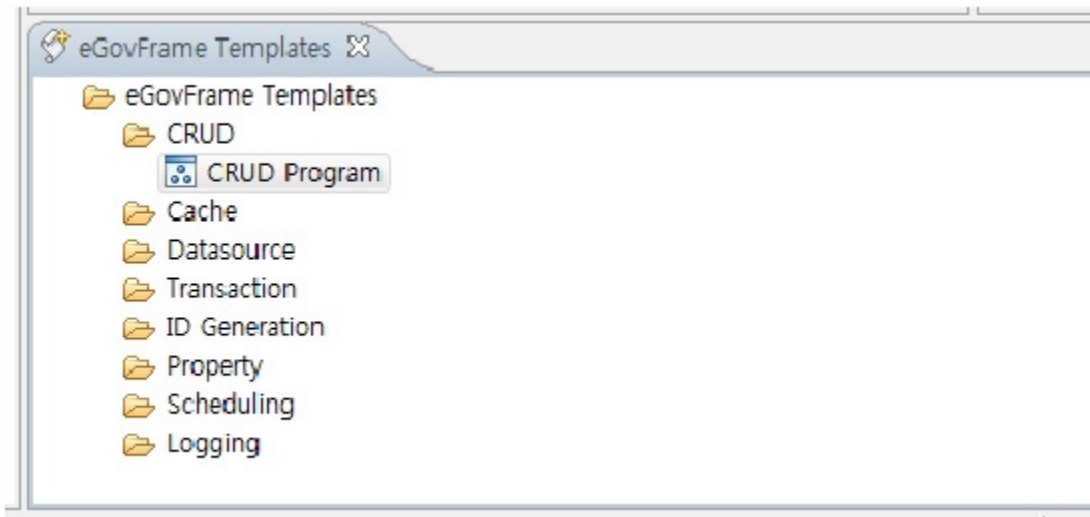 eGovFrame Templates
eGovFrame Templates
CRUD
CRUD Program
Cache
Datasource
Transaction
ID Generation
Property
Scheduling
Logging